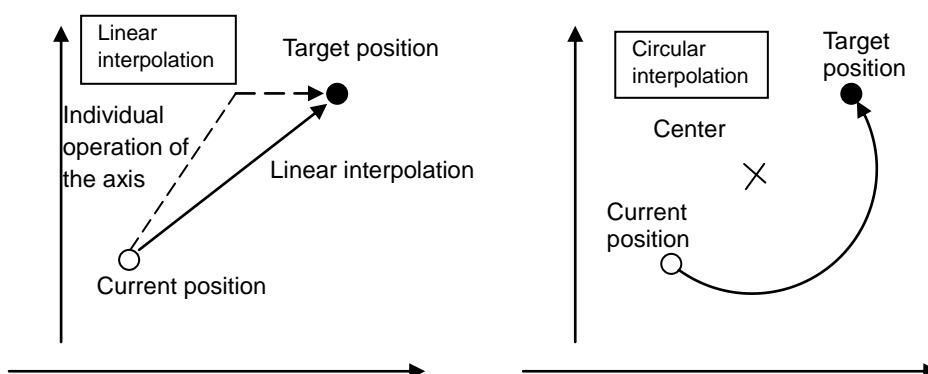 Linear
interpolation
Target position
Individual
operation of
the axis
Linear interpolation
Current position
Circular
interpolation
Target
position
Center
Current
position